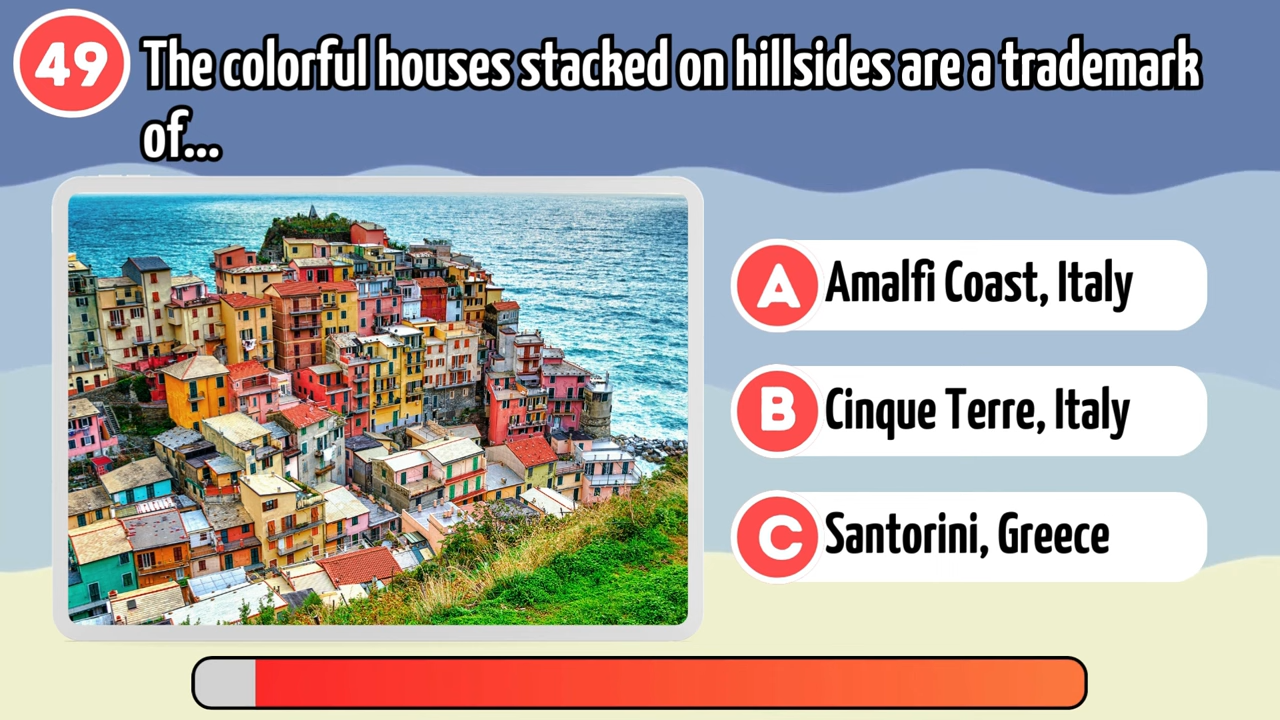 49
The colorful houses stacked on hillsides are a trademark
of...
A Amalfi Coast, Italy
B Cinque Terre, Italy
C Santorini, Greece